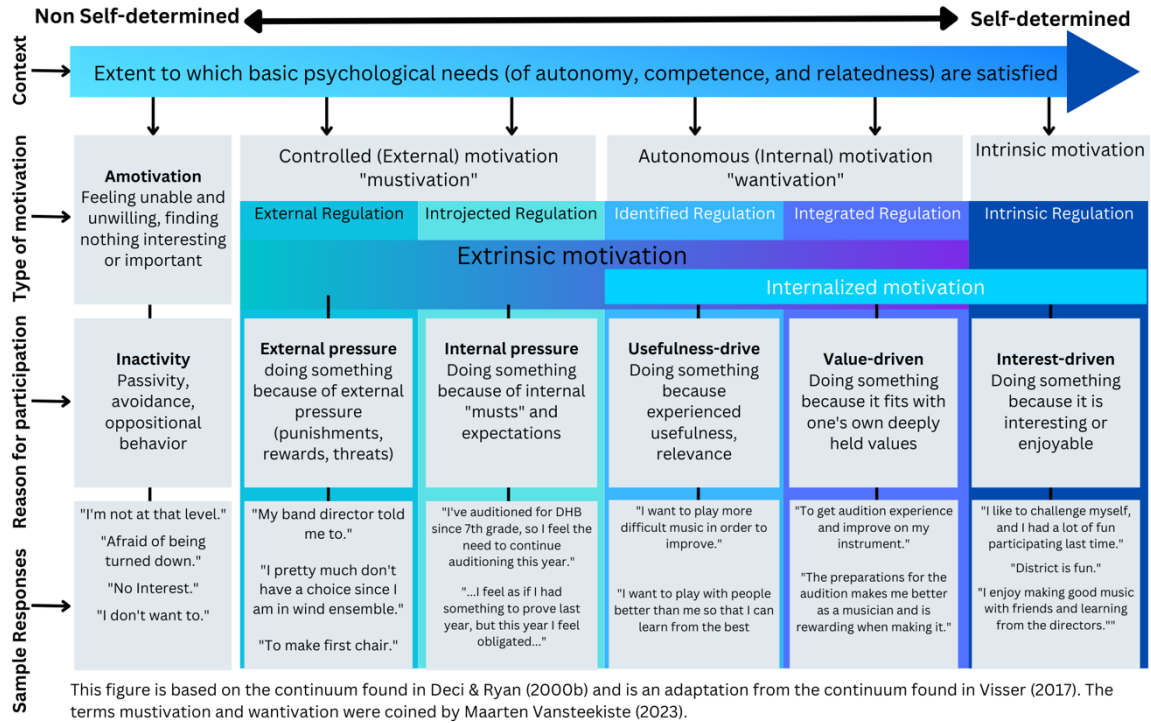 Non Self-determined
Self-determined
Context
Extent to which basic psychological needs (of autonomy, competence, and relatedness) are satisfied
Type of motivation
Amotivation
Feeling unable and
unwilling, finding
nothing interesting
or important
Controlled (External) motivation
"mustivation"
Autonomous (Internal) motivation
"wantivation"
Intrinsic motivation
External Regulation
Introjected Regulation
Identified Regulation
Integrated Regulation
Intrinsic Regulation
Extrinsic motivation
Internalized motivation
Reason for participation
Inactivity
Passivity,
avoidance,
oppositional
behavior
External pressure
doing something
because of external
pressure
(punishments,
rewards, threats)
Internal pressure
Doing something
because of internal
"musts" and
expectations
Usefulness-drive
Doing something
because
experienced
usefulness,
relevance
Value-driven
Doing something
because it fits with
one's own deeply
held values
Interest-driven
Doing something
because it is
interesting or
enjoyable
Sample Responses
"I'm not at that level."
"Afraid of being
turned down."
"No Interest."
"I don't want to."
"My band director told
me to."
"I pretty much don't
have a choice since I
am in wind ensemble."
"To make first chair."
"I've auditioned for DHB
since 7th grade, so I feel the
need to continue
auditioning this year."
"...I feel as if I had
something to prove last
year, but this year I feel
obligated..."
"I want to play more
difficult music in order to
improve."
"I want to play with people
better than me so that I can
learn from the best
"To get audition experience
and improve on my
instrument."
"The preparations for the
audition makes me better
as a musician and is
rewarding when making it."
"I like to challenge myself,
and I had a lot of fun
participating last time."
"District is fun."
"I enjoy making good music
with friends and learning
from the directors.""
This figure is based on the continuum found in Deci & Ryan (2000b) and is an adaptation from the continuum found in Visser (2017). The
terms mustivation and wantivation were coined by Maarten Vansteekiste (2023).